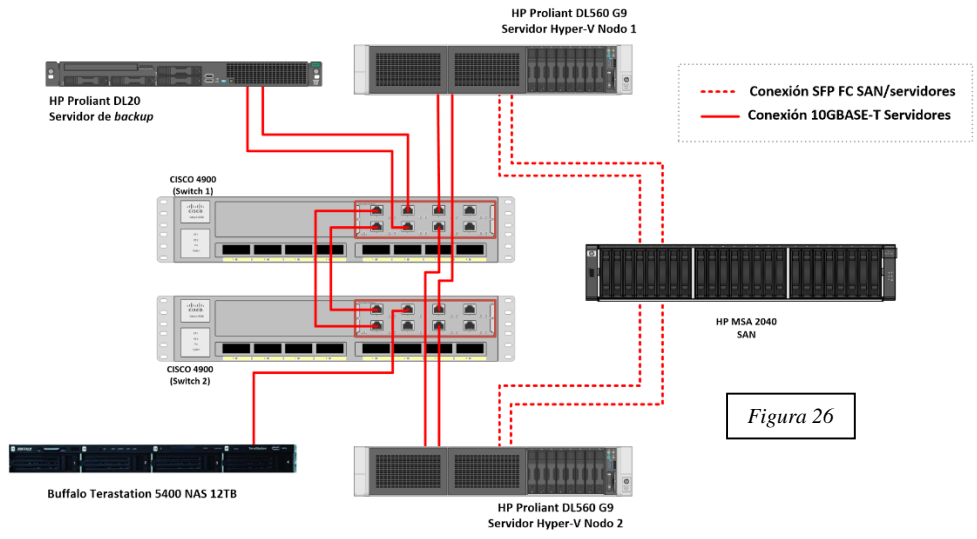 HP Proliant DL560 G9
Servidor Hyper-V Nodo 1
HP Proliant DL20
Servidor de backup
Conexión SFP FC SAN/servidores
Conexión 10GBASE-T Servidores
CISCO 4900
(Switch 1)
CISCO
HP MSA 2040
SAN
CISCO
CISCO 4900
(Switch 2)
Figura 26
Buffalo Terastation 5400 NAS 12TB
HP Proliant DL560 G9
Servidor Hyper-V Nodo 2